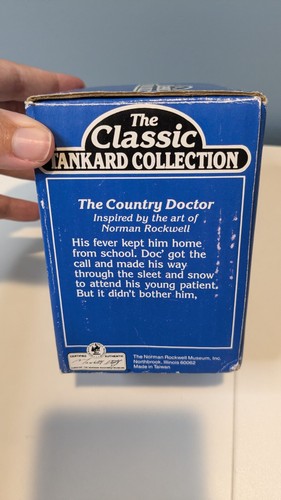 The
Classic
TANKARD COLLECTION
The Country Doctor
Inspired by the art of
Norman Rockwell
His fever kept him home
from school. Doc' got the
call and made his way
through the sleet and snow
to attend his young patient.
But it didn't bother him,
CERTIFIED AUTHENTIC
The Norman Rockwell Museum, Inc.
Northbrook, Illinois 60062
Made in Taiwan